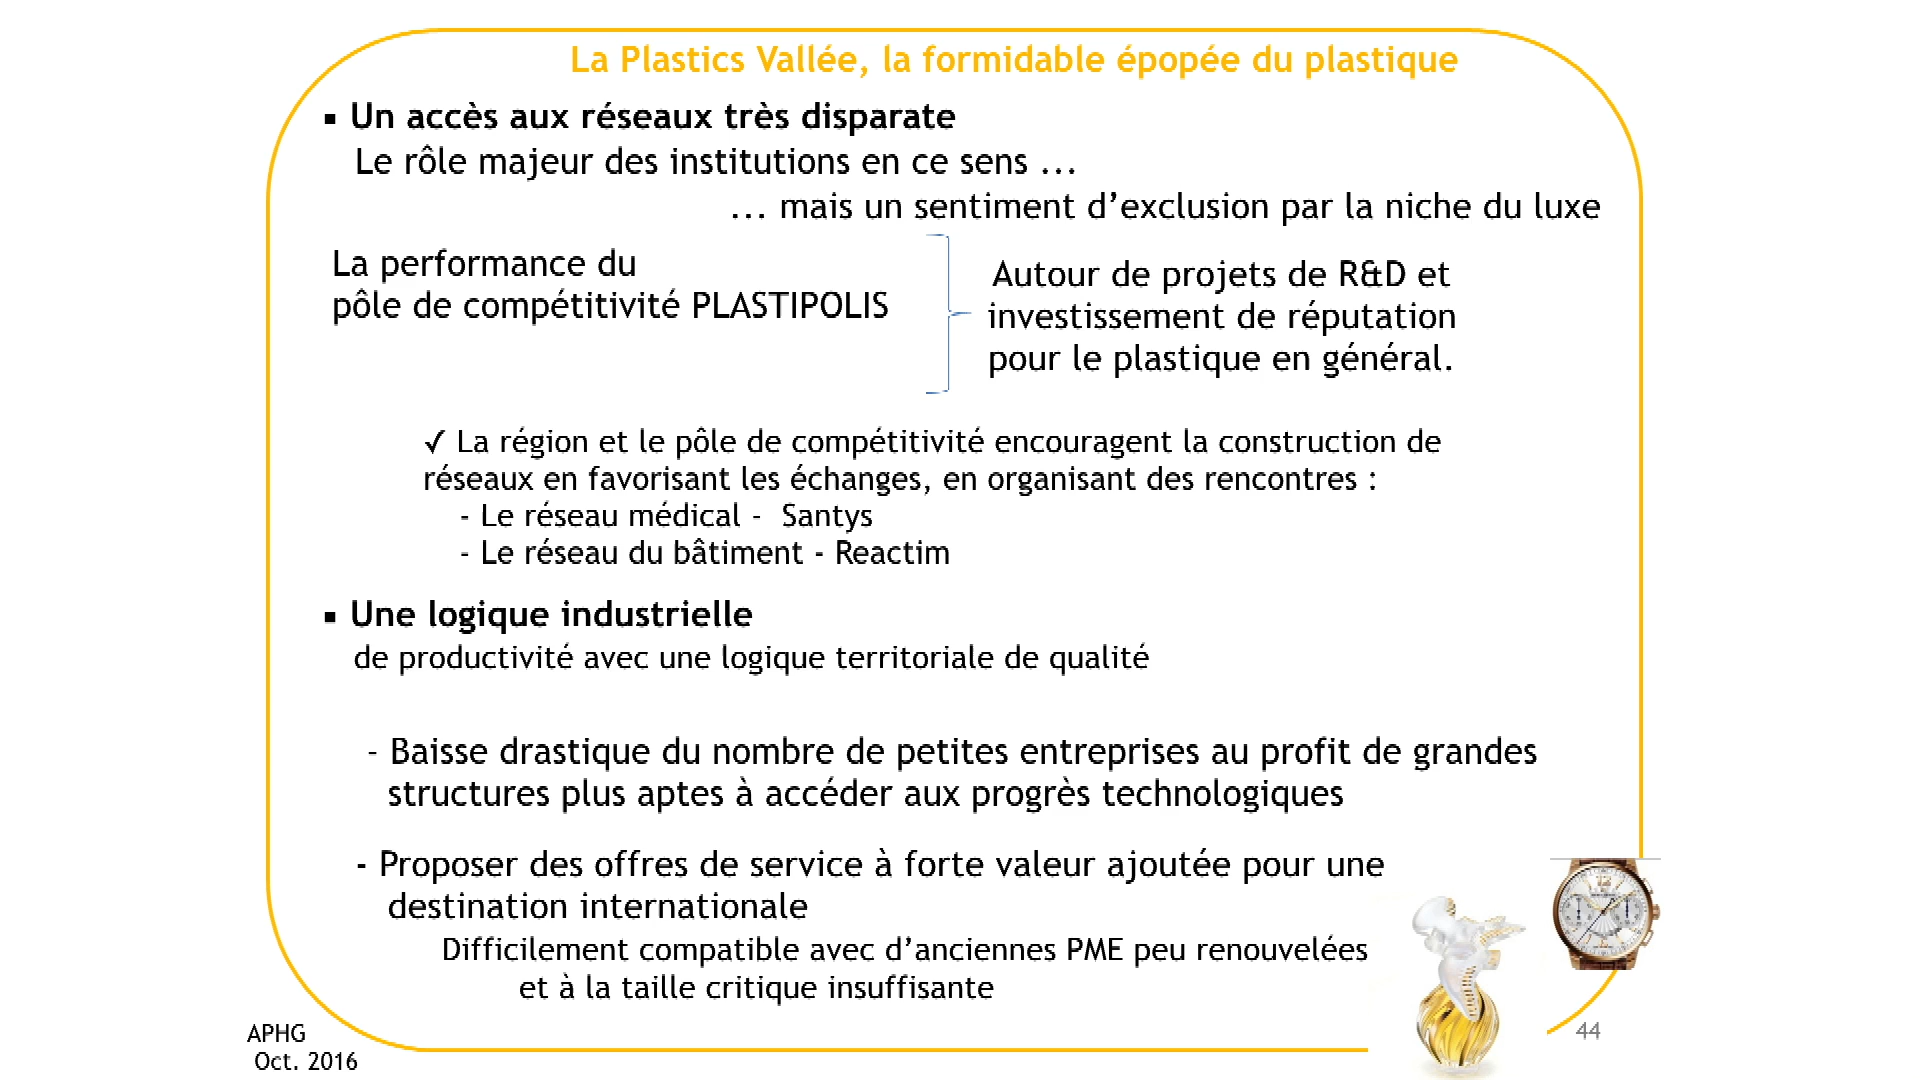 La Plastics Vallée, la formidable épopée du plastique
▪ Un accès aux réseaux très disparate
Le rôle majeur des institutions en ce sens ...
... mais un sentiment d’exclusion par la niche du luxe
La performance du
pôle de compétitivité PLASTIPOLIS
Autour de projets de R&D et
investissement de réputation
pour le plastique en général.
✓ La région et le pôle de compétitivité encouragent la construction de
réseaux en favorisant les échanges, en organisant des rencontres :
- Le réseau médical - Santys
- Le réseau du bâtiment - Reactim
▪ Une logique industrielle
de productivité avec une logique territoriale de qualité
- Baisse drastique du nombre de petites entreprises au profit de grandes
structures plus aptes à accéder aux progrès technologiques
- Proposer des offres de service à forte valeur ajoutée pour une
destination internationale
Difficilement compatible avec d’anciennes PME peu renouvelées
et à la taille critique insuffisante
APHG
Oct. 2016
44